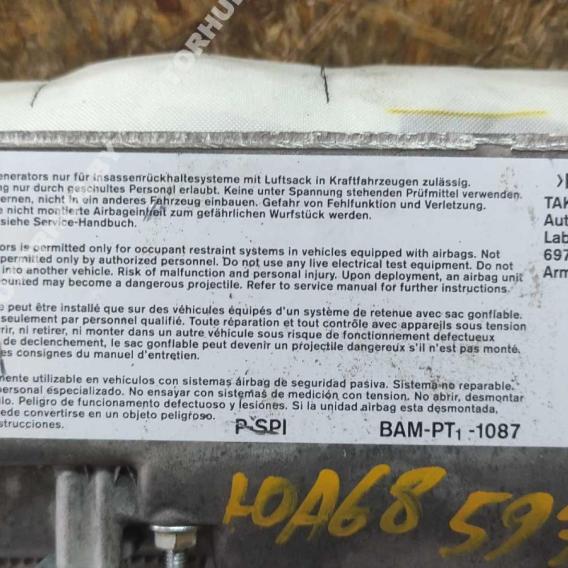 enerators nur für Insassenrückhaltesysteme mit Luftsack in Kraftfahrzeugen zulässig.
ng nur durch geschultes Personal erlaubt. Keine unter Spannung stehenden Prüfmittel verwenden.
ernen, nicht in ein anderes Fahrzeug einbauen. Gefahr von Fehlfunktion und Verletzung.
e nicht montierte Airbageinheit zum gefährlichen Wurfstück werden.
siehe Service-Handbuch.
ors is permitted only for occupant restraint systems in vehicles equipped with airbags.
permitted only by authorized personnel. Do not use any live electrical test equipment. Do not
into another vehicle. Risk of malfunction and personal injury. Upon deployment, an airbag unit
ounted may become a dangerous projectile. Refer to service manual for further instructions.
e peut être installé que sur des véhicules équipés d'un système de retenue avec sac gonflable.
seulement par personnel qualifié. Toute réparation et tout contrôle avec appareils sous tension
rir, ni retirer, ni monter dans un autre véhicule sous risque de fonctionnement défectueux
de declenchement, le sac gonflable peut devenir un projectile dangereux s'il n'est pas monté.
es consignes du manuel d'entretien.
mente utilizable en vehículos con sistemas airbag de seguridad pasiva. Sistema no reparable.
personal especializado. No ensayar con sistemas de medición con tensión. No abrir, desmontar
lo. Peligro de funcionamiento defectuoso y lesiónes. Si la unidad airbag esta desmontada,
ede convertirse en un objeto peligroso.
strucciones.
P-SPI BAM-PT1 -1087
TAK
Aut
Lab
697
Arm
10A68 593